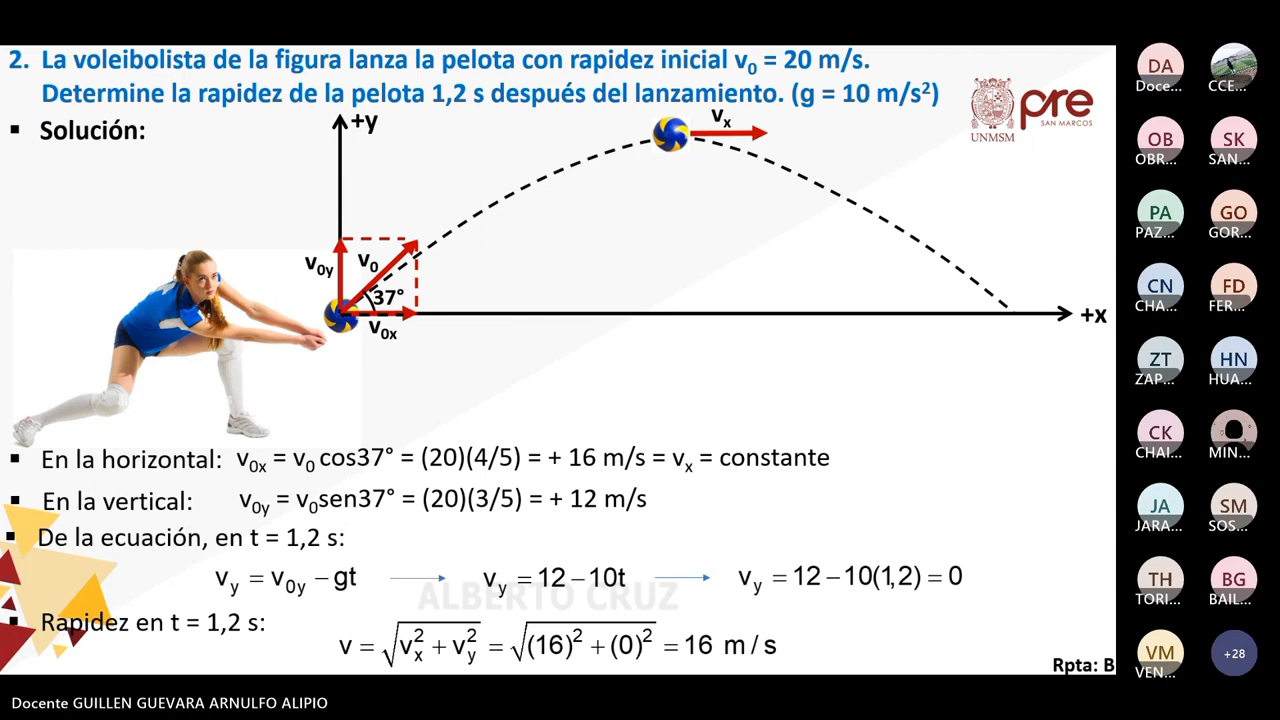 2. La voleibolista de la figura lanza la pelota con rapidez inicial v₀ = 20 m/s.
Determine la rapidez de la pelota 1,2 s después del lanzamiento. (g = 10 m/s²)
▪ Solución:
+y
vₓ
UNMSM
pre
SAN MARCOS
v₀y
v₀
37°
v₀ₓ
+x
▪ En la horizontal: v₀ₓ = v₀ cos37° = (20)(4/5) = + 16 m/s = vₓ = constante
▪ En la vertical: v₀y = v₀sen37° = (20)(3/5) = + 12 m/s
▪ De la ecuación, en t = 1,2 s:
vy = v₀y − gt → vy = 12 − 10t → vy = 12 − 10(1,2) = 0
ALBERTO CRUZ
▪ Rapidez en t = 1,2 s:
v = √(vₓ² + vy²) = √((16)² + (0)²) = 16 m / s
Rpta: B
Docente GUILLEN GUEVARA ARNULFO ALIPIO
DA
Doce...
CCE...
OB
OBR...
SK
SAN...
PA
PAZ...
GO
GOR...
CN
CHA...
FD
FER...
ZT
ZAP...
HN
HUA...
CK
CHAI...
MIN...
JA
JARA...
SM
SOS...
TH
TORI...
BG
BAIL...
VM
VEN...
+28